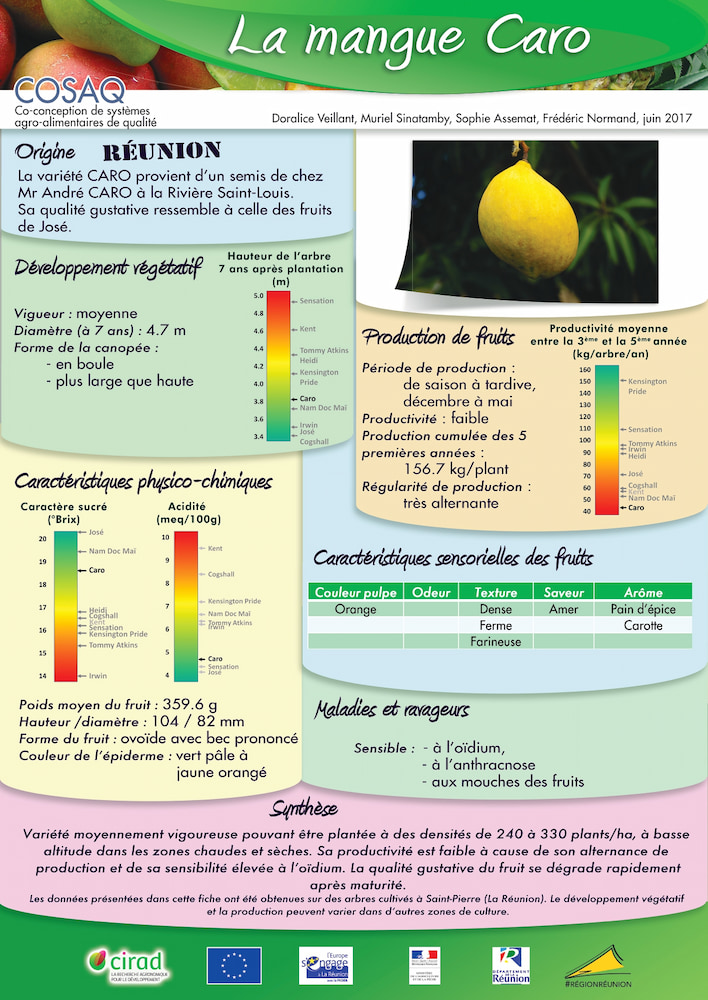 La mangue Caro
COSAQ
Co-conception de systèmes
agro-alimentaires de qualité
Doralice Veillant, Muriel Sinatamby, Sophie Assemat, Frédéric Normand, juin 2017
Origine RÉUNION
La variété CARO provient d'un semis de chez
Mr André CARO à la Rivière Saint-Louis.
Sa qualité gustative ressemble à celle des fruits
de José.
Développement végétatif
Vigueur : moyenne
Diamètre (à 7 ans) : 4.7 m
Forme de la canopée :
- en boule
- plus large que haute
Hauteur de l'arbre
7 ans après plantation
(m)
5.0
Sensation
4.8
4.6
Kent
4.4
Tommy Atkins
Heidi
4.2
Kensington
Pride
4.0
3.8
Caro
Nam Doc Mai
3.6
Irwin
José
3.4
Cogshall
Production de fruits
Période de production :
de saison à tardive,
décembre à mai
Productivité : faible
Production cumulée des 5
premières années :
156.7 kg/plant
Régularité de production :
très alternante
Productivité moyenne
entre la 3ème et la 5ème année
(kg/arbre/an)
160
150
Kensington
Pride
140
130
120
110
Sensation
100
Tommy Atkins
Irwin
90
Heidi
80
70
José
60
Cogshall
Kent
50
Nam Doc Mai
40
Caro
Caractéristiques physico-chimiques
Caractère sucré
(°Brix)
20
José
Nam Doc Mai
19
Caro
18
17
Heidi
Cogshall
Kent
16
Sensation
Kensington Pride
15
Tommy Atkins
14
Irwin
Acidité
(meq/100g)
10
Kent
9
Cogshall
8
7
Kensington Pride
Nam Doc Mai
6
Tommy Atkins
Irwin
5
Caro
Sensation
4
José
Poids moyen du fruit : 359.6 g
Hauteur /diamètre : 104 / 82 mm
Forme du fruit : ovoïde avec bec prononcé
Couleur de l'épiderme : vert pâle à
jaune orangé
Caractéristiques sensorielles des fruits
Couleur pulpe Odeur Texture Saveur Arôme
Orange Dense Amer Pain d'épice
Ferme Carotte
Farineuse
Maladies et ravageurs
Sensible : - à l'oïdium,
- à l'anthracnose
- aux mouches des fruits
Synthèse
Variété moyennement vigoureuse pouvant être plantée à des densités de 240 à 330 plants/ha, à basse
altitude dans les zones chaudes et sèches. Sa productivité est faible à cause de son alternance de
production et de sa sensibilité élevée à l'oïdium. La qualité gustative du fruit se dégrade rapidement
après maturité.
Les données présentées dans cette fiche ont été obtenues sur des arbres cultivés à Saint-Pierre (La Réunion). Le développement végétatif
et la production peuvent varier dans d'autres zones de culture.
cirad
LA RECHERCHE AGRONOMIQUE
POUR LE DÉVELOPPEMENT
l'Europe
s'engage
à La Réunion
DÉPARTEMENT
Réunion
#RÉGIONRÉUNION